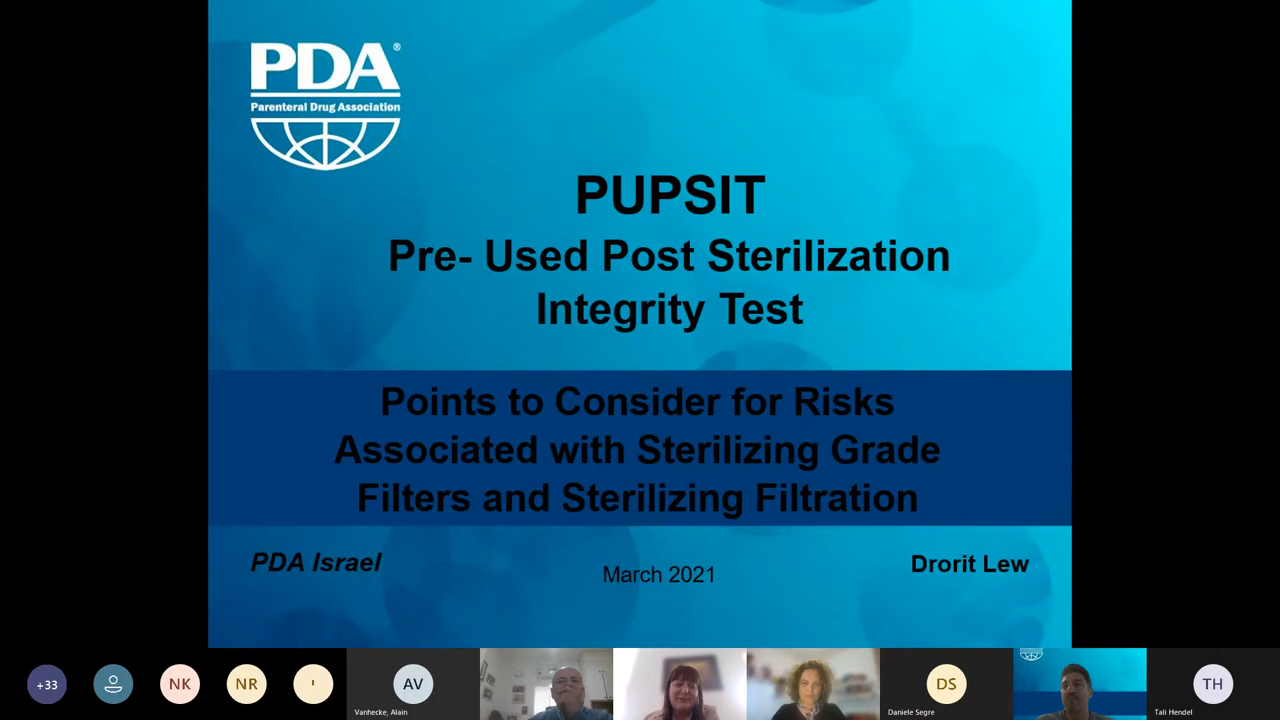 PDA®
Parenteral Drug Association
PUPSIT
Pre- Used Post Sterilization
Integrity Test
Points to Consider for Risks
Associated with Sterilizing Grade
Filters and Sterilizing Filtration
PDA Israel
March 2021
Drorit Lew
+33
NK
NR
AV
DS
TH
Vanhecke, Alain
Daniele Segre
Tali Hendel